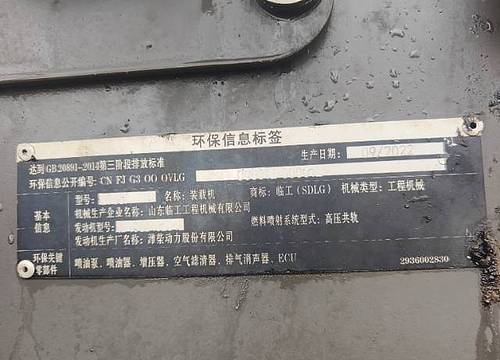 环保信息标签
达到 GB 20891-2014第三阶段排放标准
生产日期: 09/2022
环保信息公开编号: CN FJ G3 OO OVLG
基本信息
型号: 名称: 装载机 商标: 临工 (SDLG) 机械类型: 工程机械
机械生产企业名称: 山东临工工程机械有限公司
发动机型号: 燃料喷射系统型式: 高压共轨
发动机生产厂名称: 潍柴动力股份有限公司
环保关键零部件
喷油泵、喷油器、增压器、空气滤清器、排气消声器、ECU
2936002830